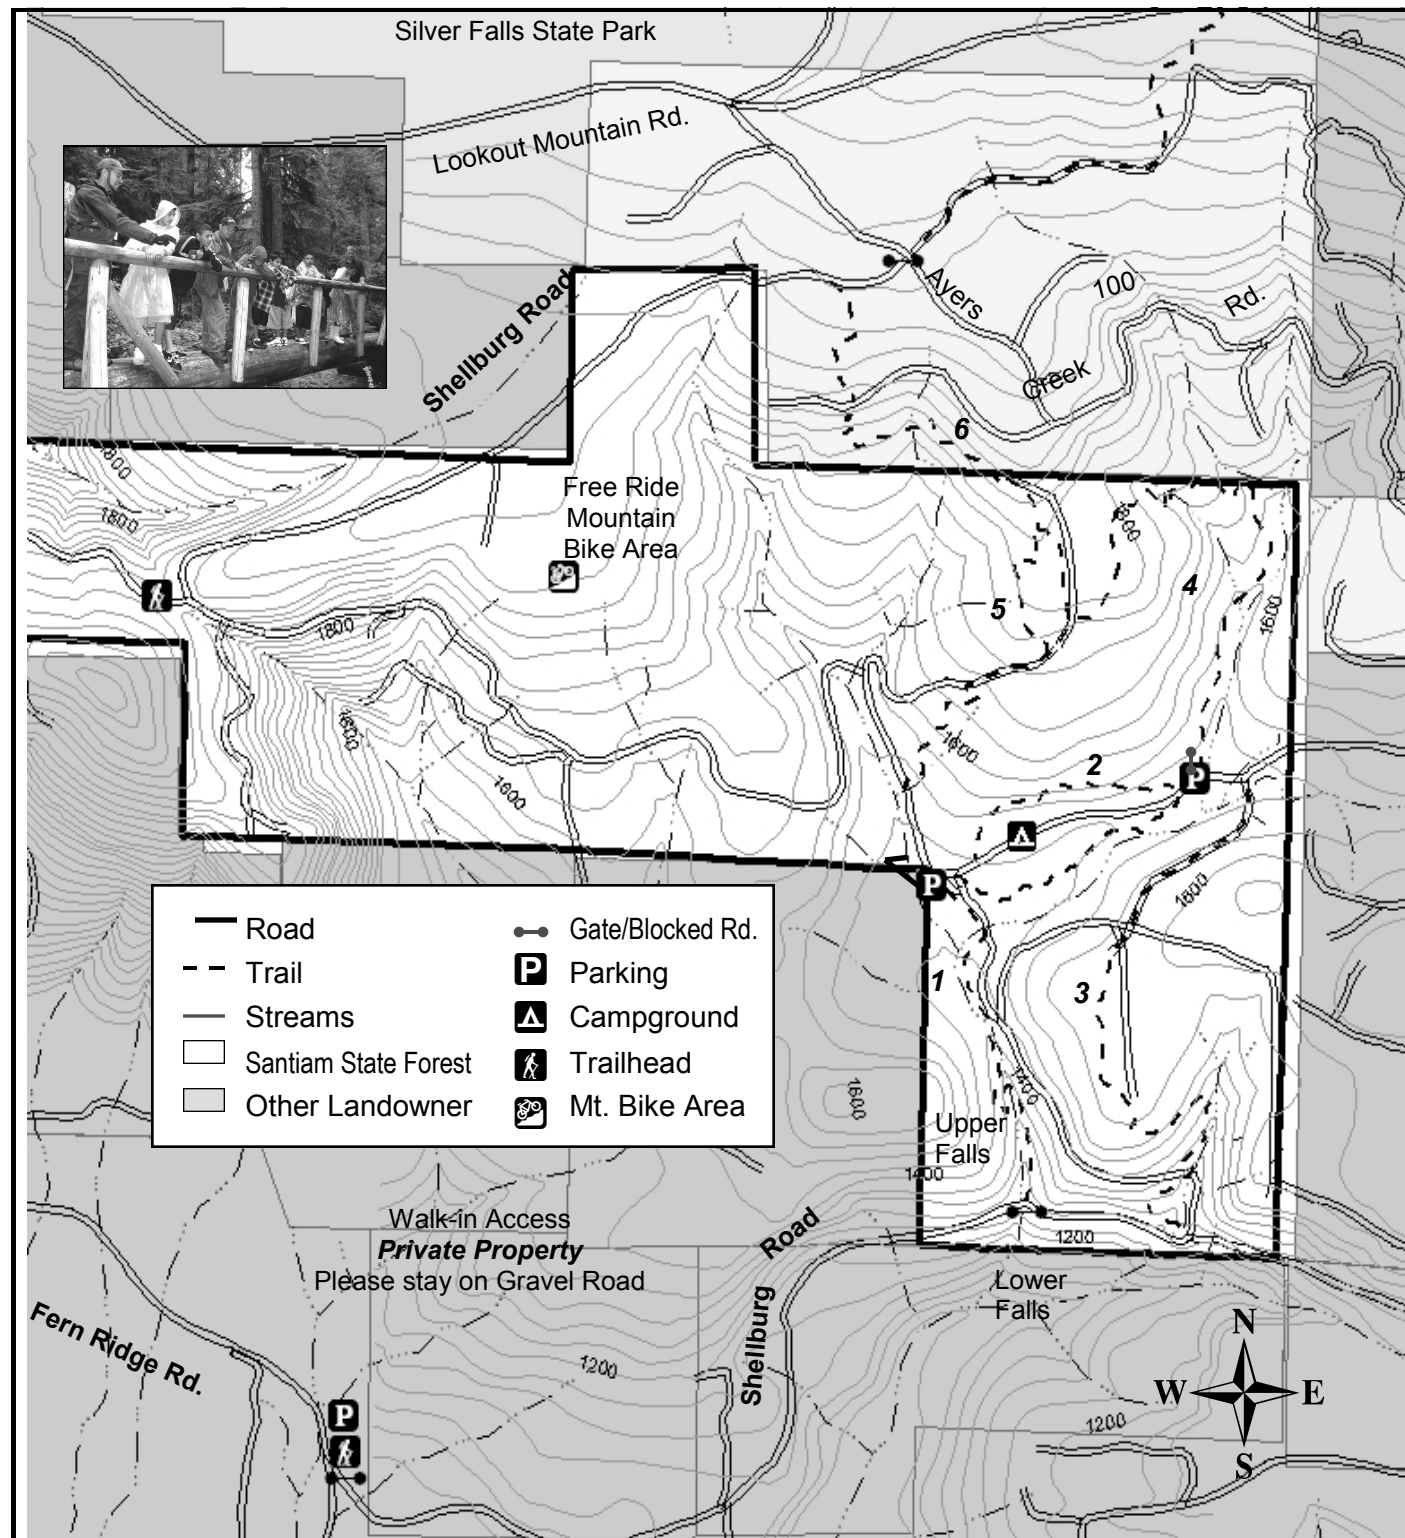 Silver Falls State Park
Lookout Mountain Rd.
Ayers
100
Rd.
Creek
Shellburg Road
6
800
1800
Free Ride
Mountain
Bike Area
800
4
5
1600
1800
1600
1600
1600
2
P
P
1600
1
3
1400
1600
Upper
Falls
1400
Road
Trail
Streams
Santiam State Forest
Other Landowner
Gate/Blocked Rd.
P Parking
Campground
Trailhead
Mt. Bike Area
Walk-in Access
Private Property
Please stay on Gravel Road
Shellburg Road
1200
Lower
Falls
Fern Ridge Rd.
1200
P
1200
N
W E
S